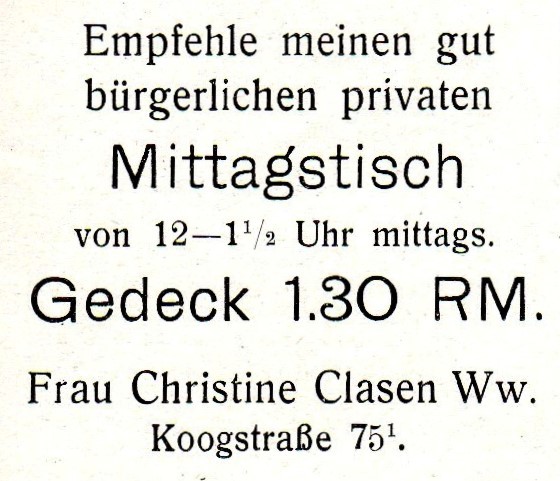 Empfehle meinen gut
bürgerlichen privaten
Mittagstisch
von 12—1¹/₂ Uhr mittags.
Gedeck 1.30 RM.
Frau Christine Clasen Ww.
Koogstraße 75¹.